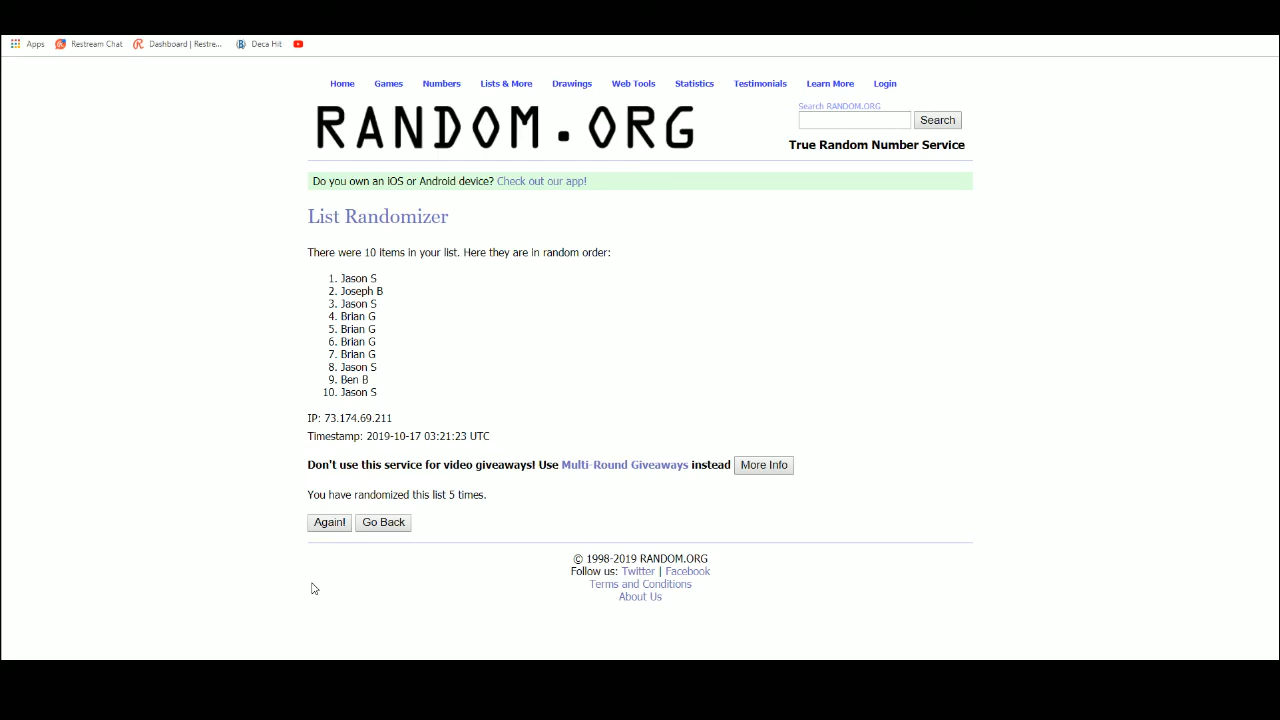 Apps Restream Chat Dashboard | Restre... Deca Hit
Home Games Numbers Lists & More Drawings Web Tools Statistics Testimonials Learn More Login
RANDOM.ORG
Search RANDOM.ORG
Search
True Random Number Service
Do you own an iOS or Android device? Check out our app!
List Randomizer
There were 10 items in your list. Here they are in random order:
1. Jason S
2. Joseph B
3. Jason S
4. Brian G
5. Brian G
6. Brian G
7. Brian G
8. Jason S
9. Ben B
10. Jason S
IP: 73.174.69.211
Timestamp: 2019-10-17 03:21:23 UTC
Don't use this service for video giveaways! Use Multi-Round Giveaways instead More Info
You have randomized this list 5 times.
Again! Go Back
© 1998-2019 RANDOM.ORG
Follow us: Twitter | Facebook
Terms and Conditions
About Us